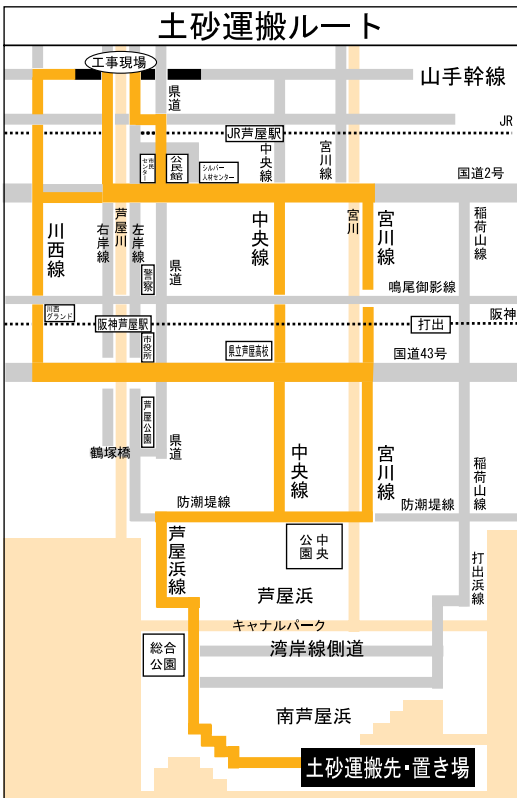 土砂運搬ルート
工事現場
山手幹線
県道
JR
JR芦屋駅
市民センター
公民館
シルバー
人材センター
中央線
宮川線
国道2号
川西線
右岸線
芦屋川
左岸線
県道
中央線
宮川
宮川線
稲荷山線
警察
鳴尾御影線
川西
グランド
阪神芦屋駅
打出
阪神
市役所
県立芦屋高校
国道43号
芦屋公園
鶴塚橋
県道
中央線
宮川線
稲荷山線
防潮堤線
防潮堤線
芦屋浜線
中央
公園
打出浜線
芦屋浜
キャナルパーク
総合
公園
湾岸線側道
南芦屋浜
土砂運搬先・置き場